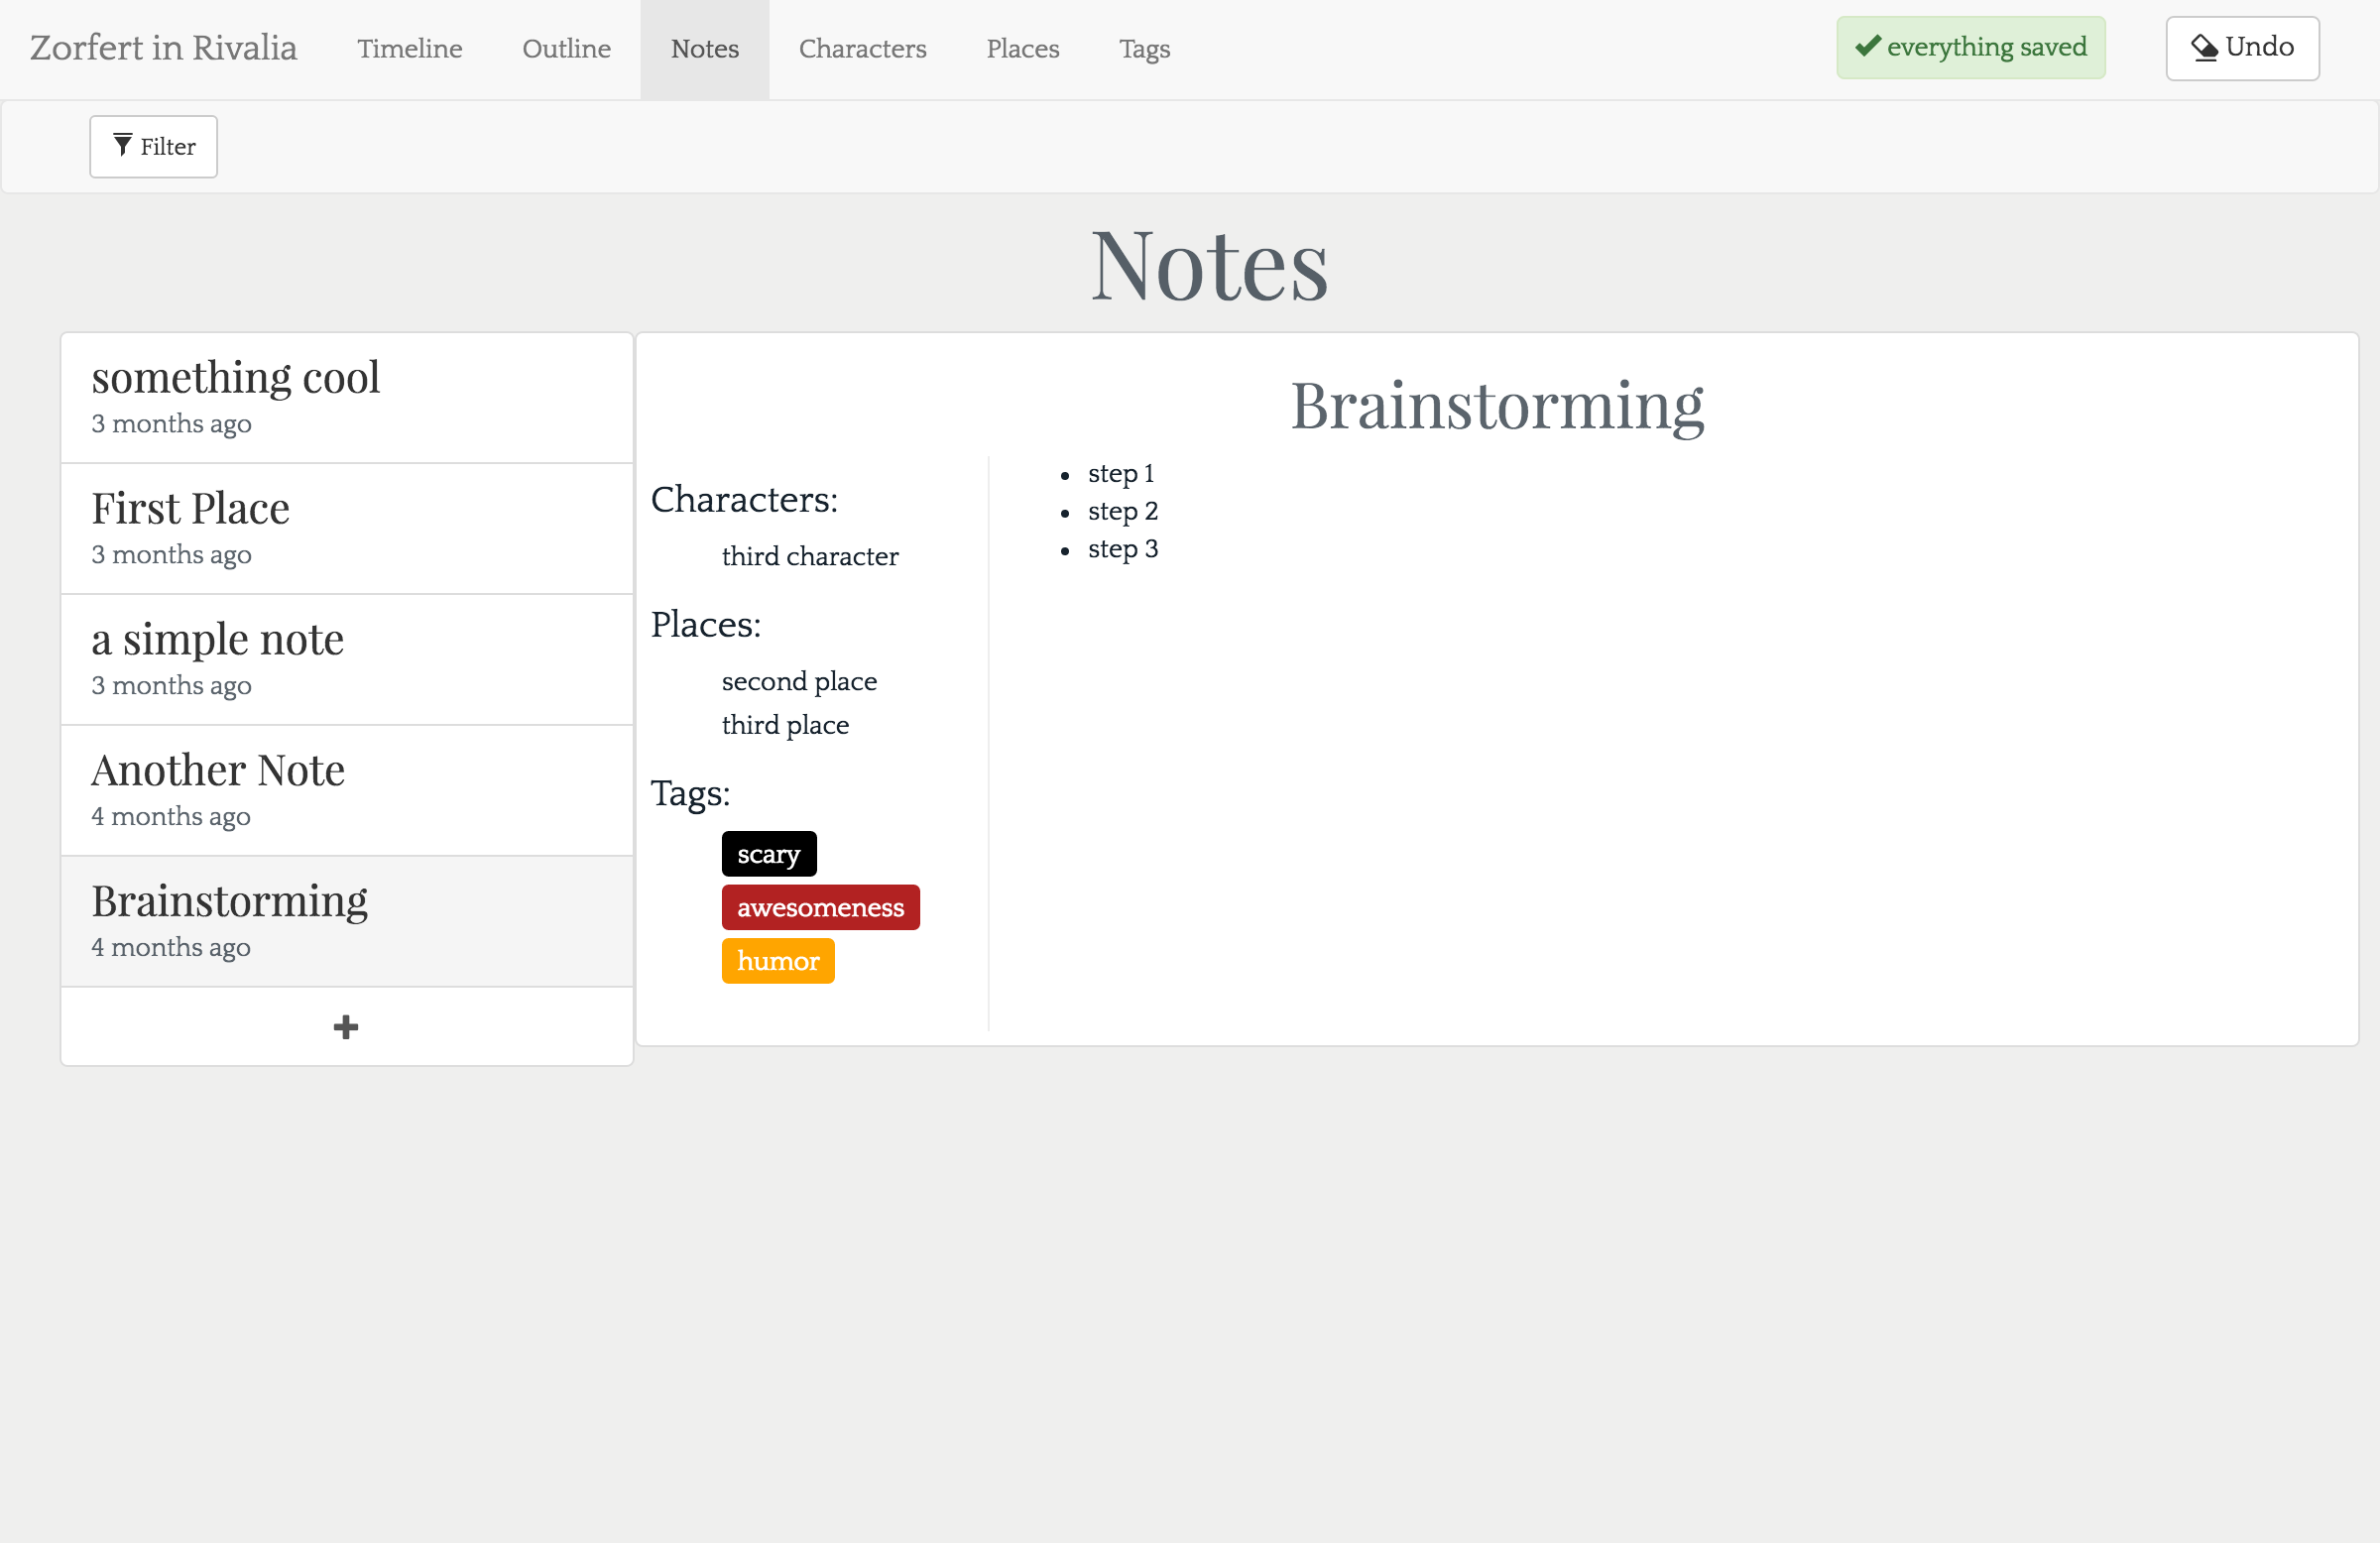 Zorfert in Rivalia Timeline Outline Notes Characters Places Tags everything saved Undo
Filter
Notes
something cool
3 months ago
First Place
3 months ago
a simple note
3 months ago
Another Note
4 months ago
Brainstorming
4 months ago
Brainstorming
Characters:
third character
Places:
second place
third place
Tags:
scary
awesomeness
humor
step 1
step 2
step 3